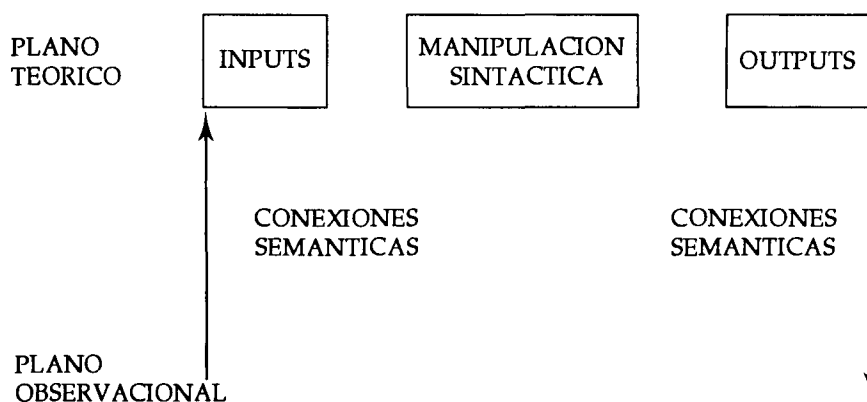 PLANO
TEORICO
INPUTS
MANIPULACION
SINTACTICA
OUTPUTS
CONEXIONES
SEMANTICAS
CONEXIONES
SEMANTICAS
PLANO
OBSERVACIONAL